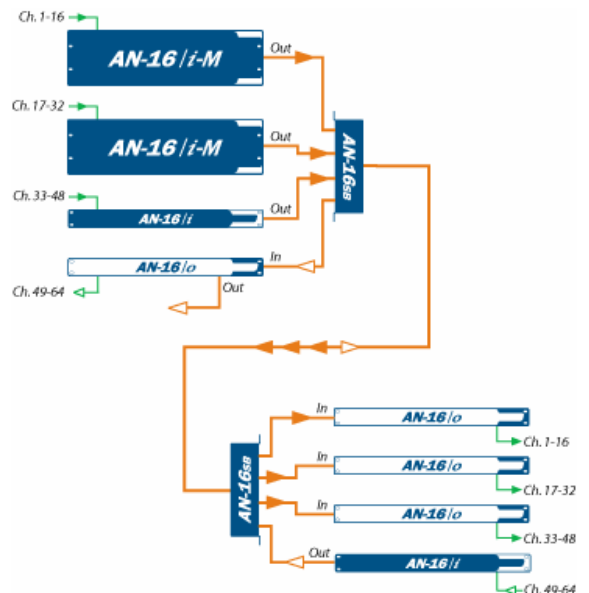 Ch. 1-16
AN-16/i-M
Out
Ch. 17-32
AN-16/i-M
Out
AN-16SB
Ch. 33-48
AN-16/i
Out
AN-16/o
In
Ch. 49-64
Out
In
AN-16/o
Ch. 1-16
In
AN-16/o
Ch. 17-32
AN-16SB
In
AN-16/o
Ch. 33-48
Out
AN-16/i
Ch. 49-64